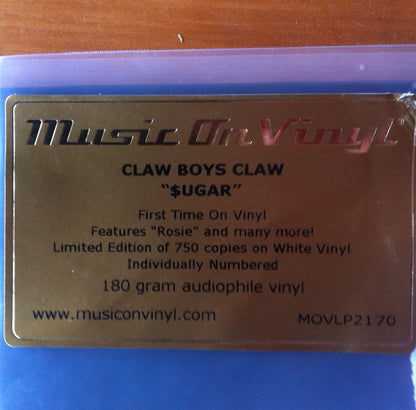 Music On Vinyl
CLAW BOYS CLAW
"$UGAR"
First Time On Vinyl
Features "Rosie" and many more!
Limited Edition of 750 copies on White Vinyl
Individually Numbered
180 gram audiophile vinyl
www.musiconvinyl.com
MOVLP2170